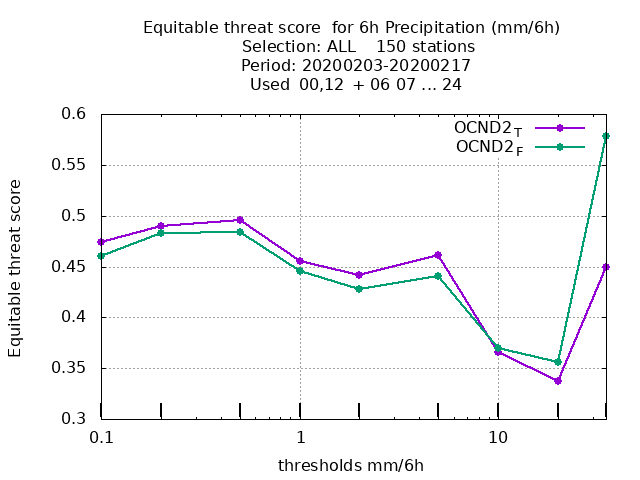 Equitable threat score  for 6h Precipitation (mm/6h)
Selection: ALL    150 stations
Period: 20200203-20200217
Used  00,12  + 06 07 ... 24
OCND2T
OCND2F
0.6
0.55
0.5
0.45
0.4
0.35
0.3
Equitable threat score
0.1
1
10
thresholds mm/6h